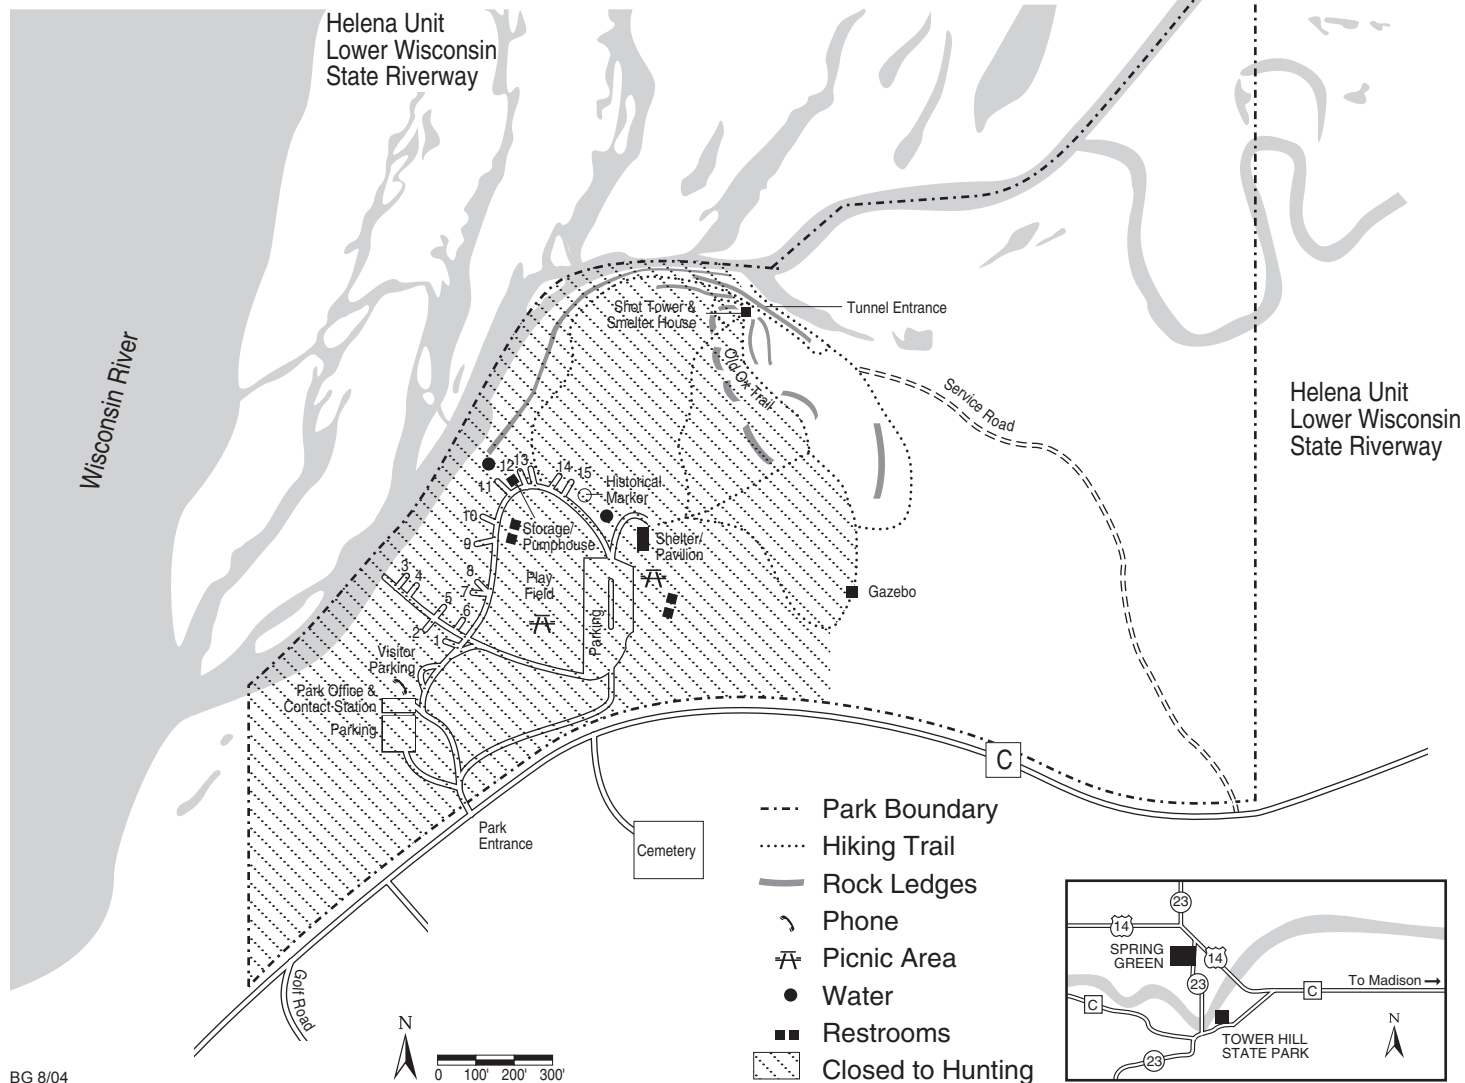 Helena Unit
Lower Wisconsin
State Riverway
Wisconsin River
Shot Tower &
Smelter House
Tunnel Entrance
Old Ox Trail
Service Road
Helena Unit
Lower Wisconsin
State Riverway
12
13
14
15
11
Historical
Marker
10
Storage/
Pumphouse
9
Shelter/
Pavilion
3
4
8
7
Play
Field
5
6
2
1
Gazebo
Parking
Visitor
Parking
Park Office &
Contact Station
Parking
C
Park
Entrance
Cemetery
Golf Road
Park Boundary
Hiking Trail
Rock Ledges
Phone
Picnic Area
Water
Restrooms
Closed to Hunting
N
0 100' 200' 300'
23
14
SPRING
GREEN
14
23
To Madison
C
C
N
TOWER HILL
STATE PARK
23
BG 8/04